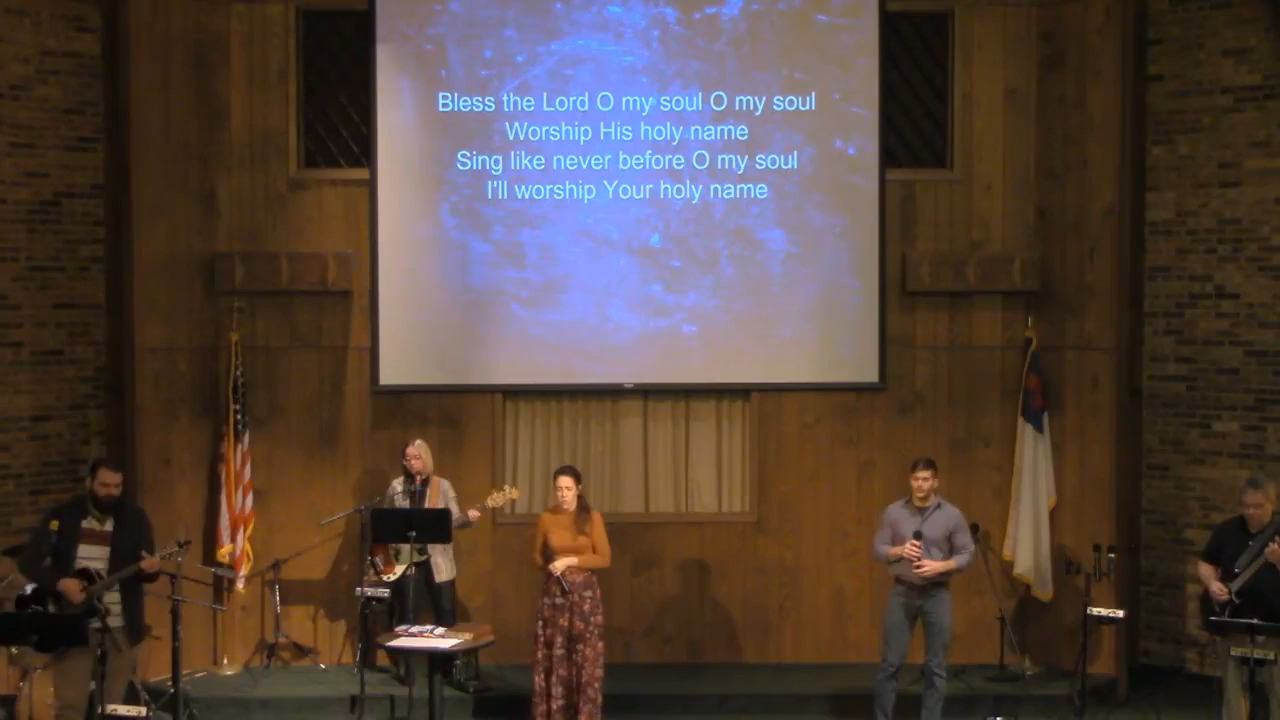 Bless the Lord O my soul O my soul
Worship His holy name
Sing like never before O my soul
I'll worship Your holy name